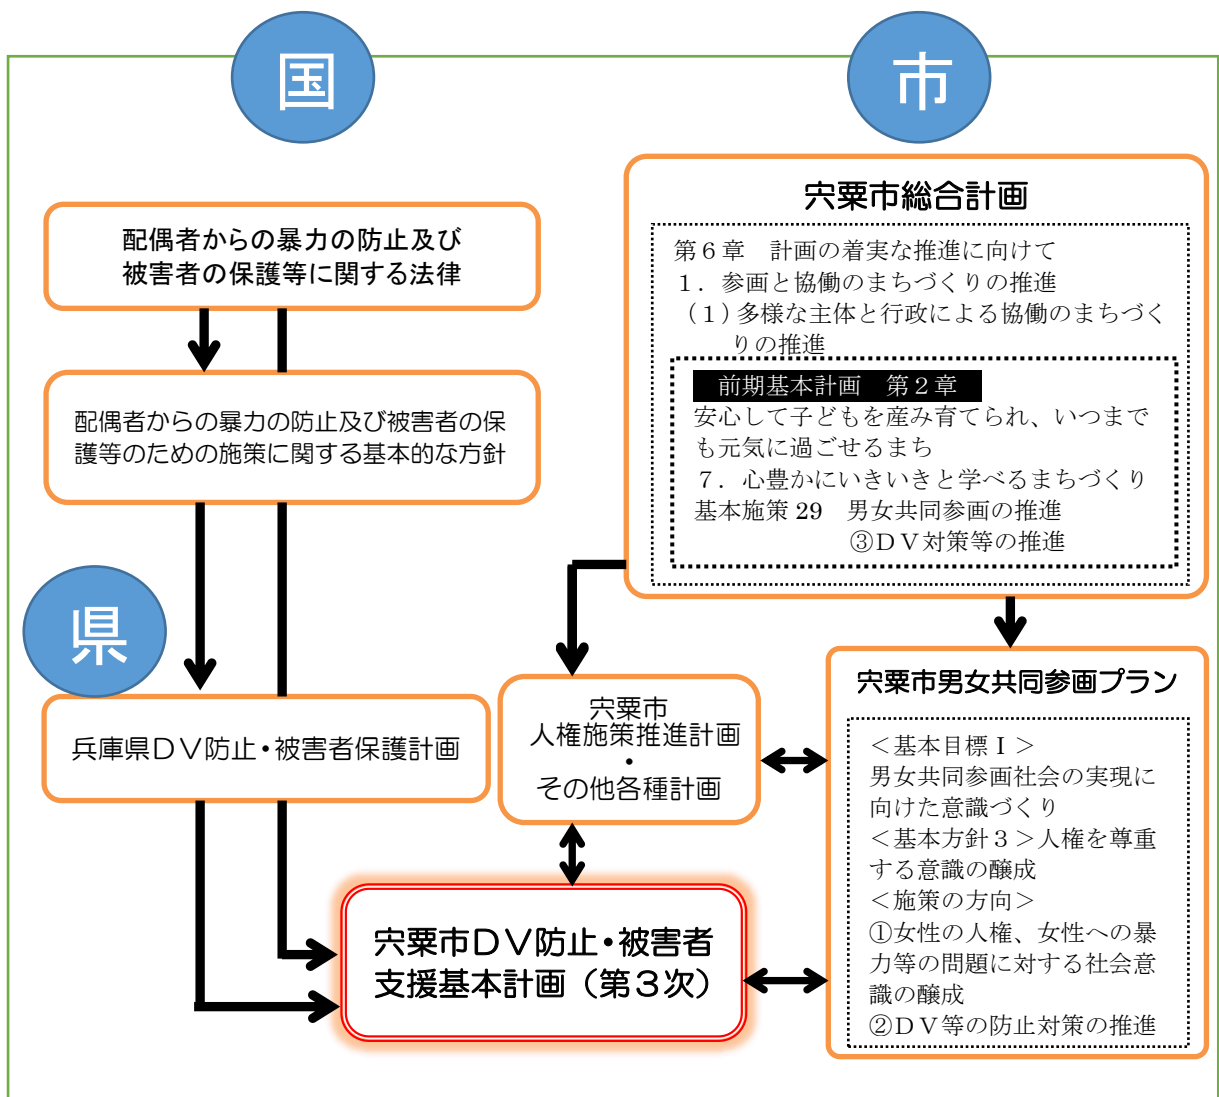 国
市
配偶者からの暴力の防止及び
被害者の保護等に関する法律
配偶者からの暴力の防止及び被害者の保
護等のための施策に関する基本的な方針
県
兵庫県ＤＶ防止・被害者保護計画
宍粟市総合計画
第６章　計画の着実な推進に向けて
１．参画と協働のまちづくりの推進
（１）多様な主体と行政による協働のまちづく
りの推進
前期基本計画　第２章
安心して子どもを産み育てられ、いつまで
も元気に過ごせるまち
７．心豊かにいきいきと学べるまちづくり
基本施策 29　男女共同参画の推進
③ＤＶ対策等の推進
宍粟市
人権施策推進計画
・
その他各種計画
宍粟市男女共同参画プラン
＜基本目標Ⅰ＞
男女共同参画社会の実現に
向けた意識づくり
＜基本方針３＞人権を尊重
する意識の醸成
＜施策の方向＞
①女性の人権、女性への暴
力等の問題に対する社会意
識の醸成
②ＤＶ等の防止対策の推進
宍粟市ＤＶ防止・被害者
支援基本計画（第３次）